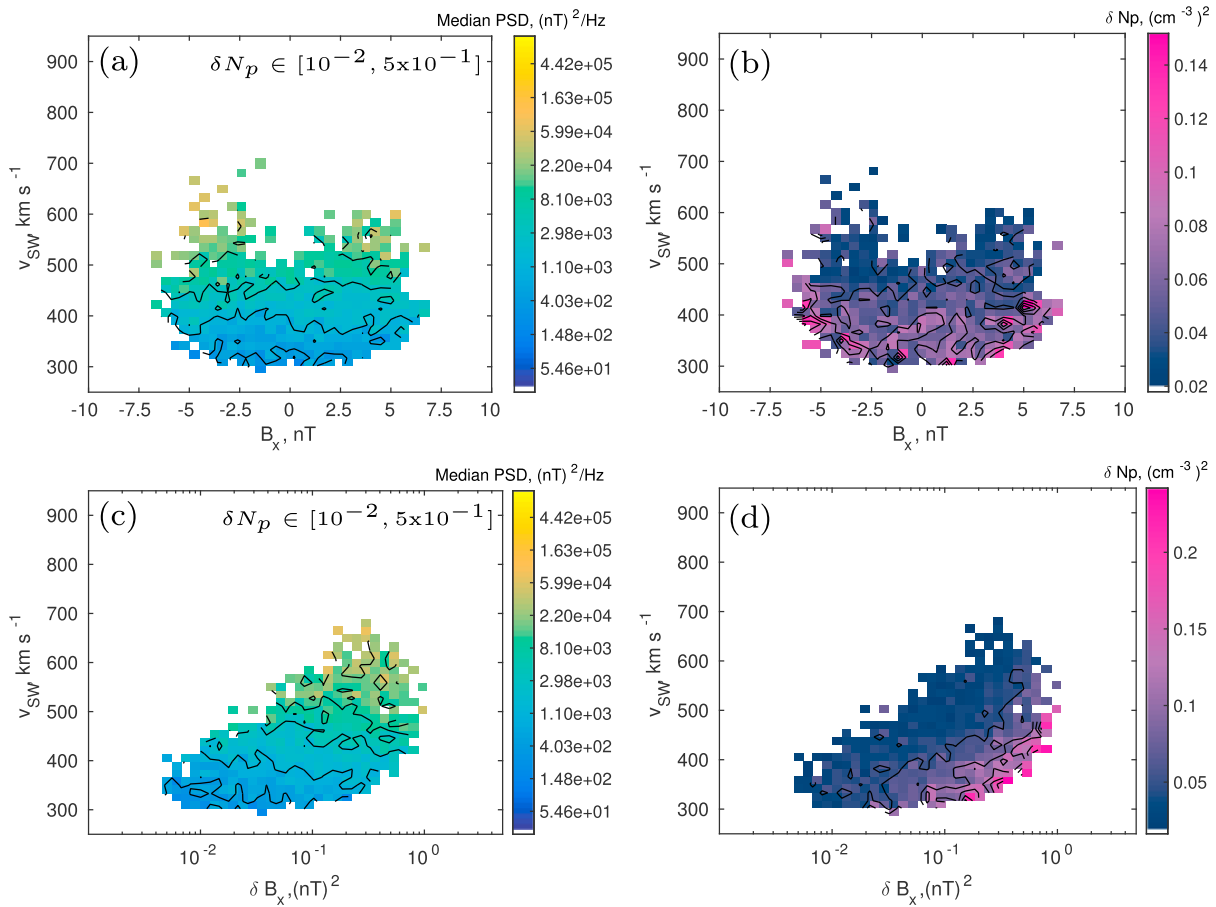 Median PSD, (nT)²/Hz
(a) δNₚ ∈ [10⁻², 5x10⁻¹]
900
800
700
600
500
400
300
v_SW, km s⁻¹
-10 -7.5 -5 -2.5 0 2.5 5 7.5 10
Bₓ, nT
4.42e+05
1.63e+05
5.99e+04
2.20e+04
8.10e+03
2.98e+03
1.10e+03
4.03e+02
1.48e+02
5.46e+01
δ Np, (cm⁻³)²
(b)
900
800
700
600
500
400
300
v_SW, km s⁻¹
-10 -7.5 -5 -2.5 0 2.5 5 7.5 10
Bₓ, nT
0.14
0.12
0.1
0.08
0.06
0.04
0.02
Median PSD, (nT)²/Hz
(c) δNₚ ∈ [10⁻², 5x10⁻¹]
900
800
700
600
500
400
300
v_SW, km s⁻¹
10⁻² 10⁻¹ 10⁰
δ Bₓ,(nT)²
4.42e+05
1.63e+05
5.99e+04
2.20e+04
8.10e+03
2.98e+03
1.10e+03
4.03e+02
1.48e+02
5.46e+01
δ Np, (cm⁻³)²
(d)
900
800
700
600
500
400
300
v_SW, km s⁻¹
10⁻² 10⁻¹ 10⁰
δ Bₓ,(nT)²
0.2
0.15
0.1
0.05